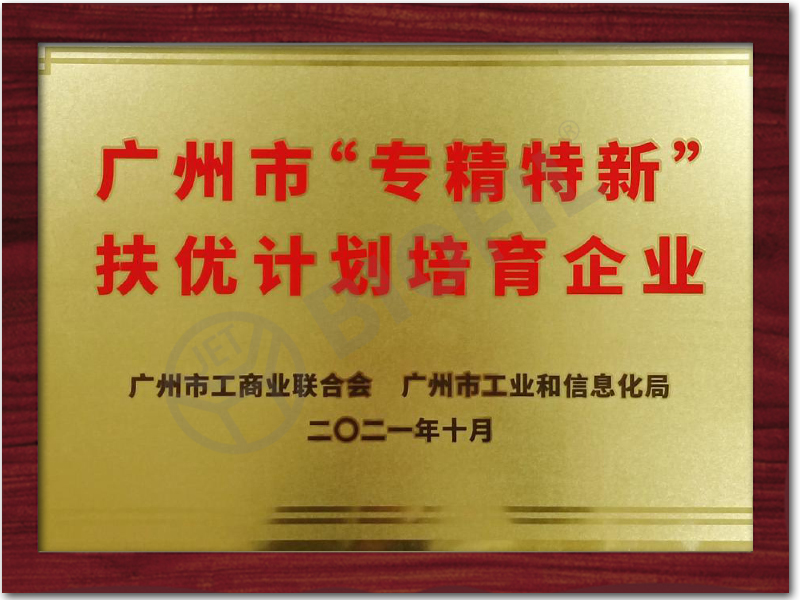 广州市“专精特新”
扶优计划培育企业
广州市工商业联合会 广州市工业和信息化局
二〇二一年十月
JET BIOFIL®